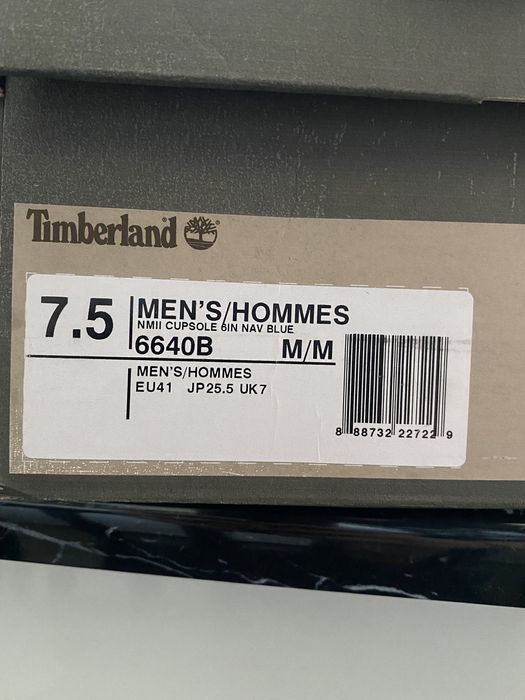 Timberland®
7.5
MEN'S/HOMMES
NMII CUPSOLE 6IN NAV BLUE
6640B M/M
MEN'S/HOMMES
EU41 JP25.5 UK7
8 88732 22722 9